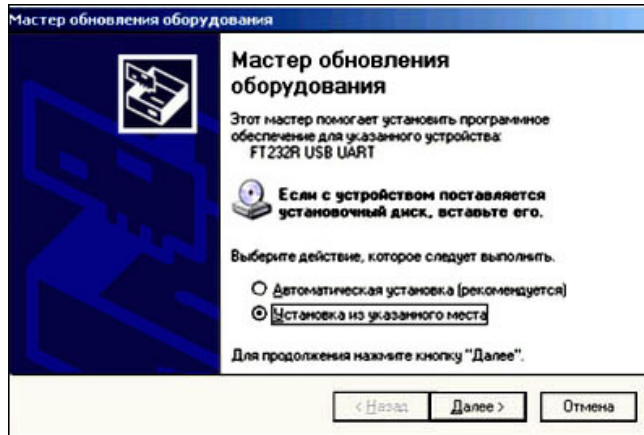 Мастер обновления оборудования
Мастер обновления
оборудования
Этот мастер помогает установить программное
обеспечение для указанного устройства:
FT232R USB UART
Если с устройством поставляется
установочный диск, вставьте его.
Выберите действие, которое следует выполнить.
Автоматическая установка (рекомендуется)
Установка из указанного места
Для продолжения нажмите кнопку "Далее".
< Назад Далее > Отмена